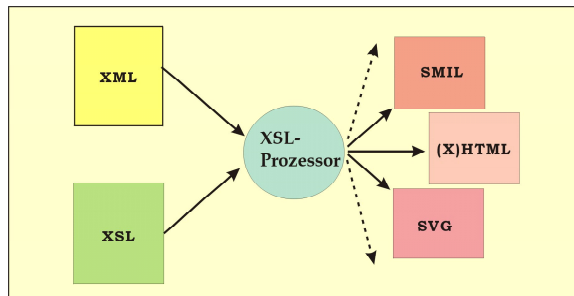 XML
XSL
XSL-
Prozessor
SMIL
(X)HTML
SVG